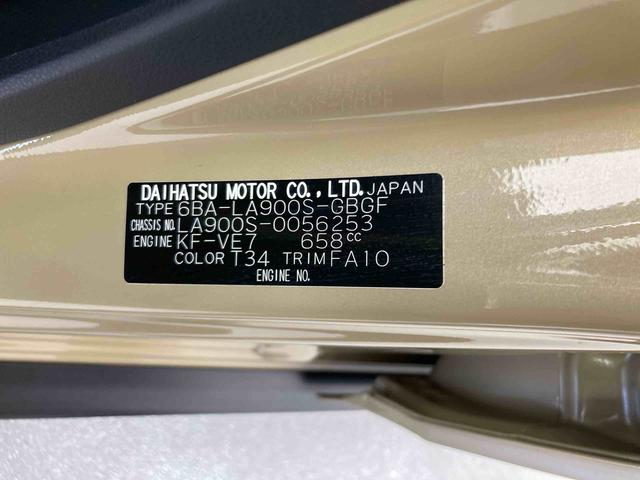 DAIHATSU MOTOR CO.,LTD. JAPAN
TYPE 6BA-LA900S-GBGF
CHASSIS NO. LA900S-0056253
ENGINE KF-VE7 658cc
COLOR T34 TRIM FA10
ENGINE NO.